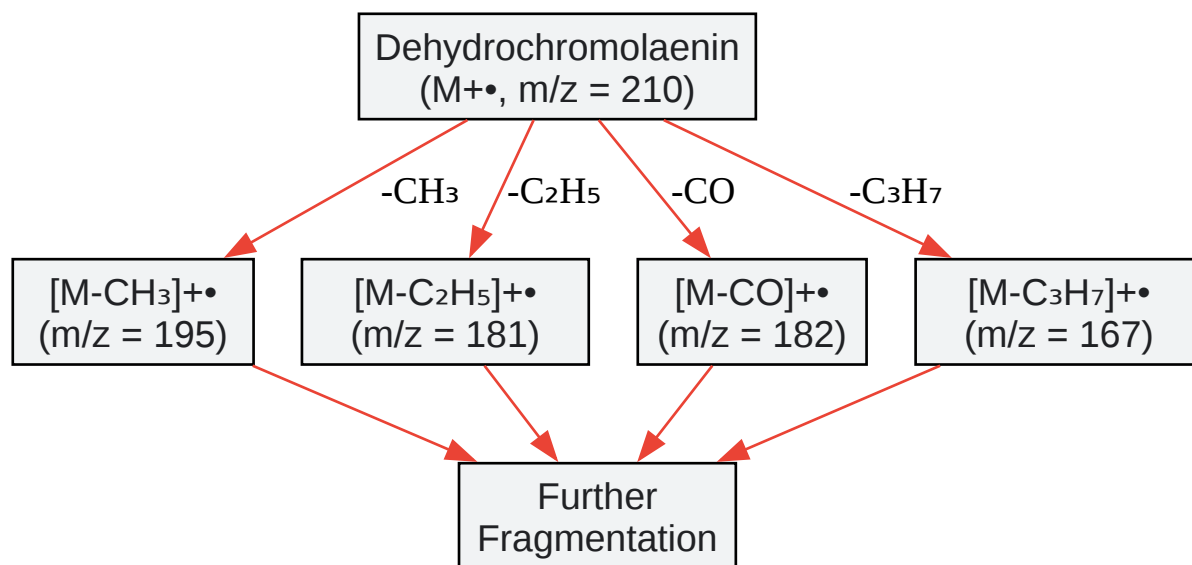 Dehydrochromolaenin
(M+•, m/z = 210)
-CH₃
-C₂H₅
-CO
-C₃H₇
[M-CH₃]+•
(m/z = 195)
[M-C₂H₅]+•
(m/z = 181)
[M-CO]+•
(m/z = 182)
[M-C₃H₇]+•
(m/z = 167)
Further
Fragmentation